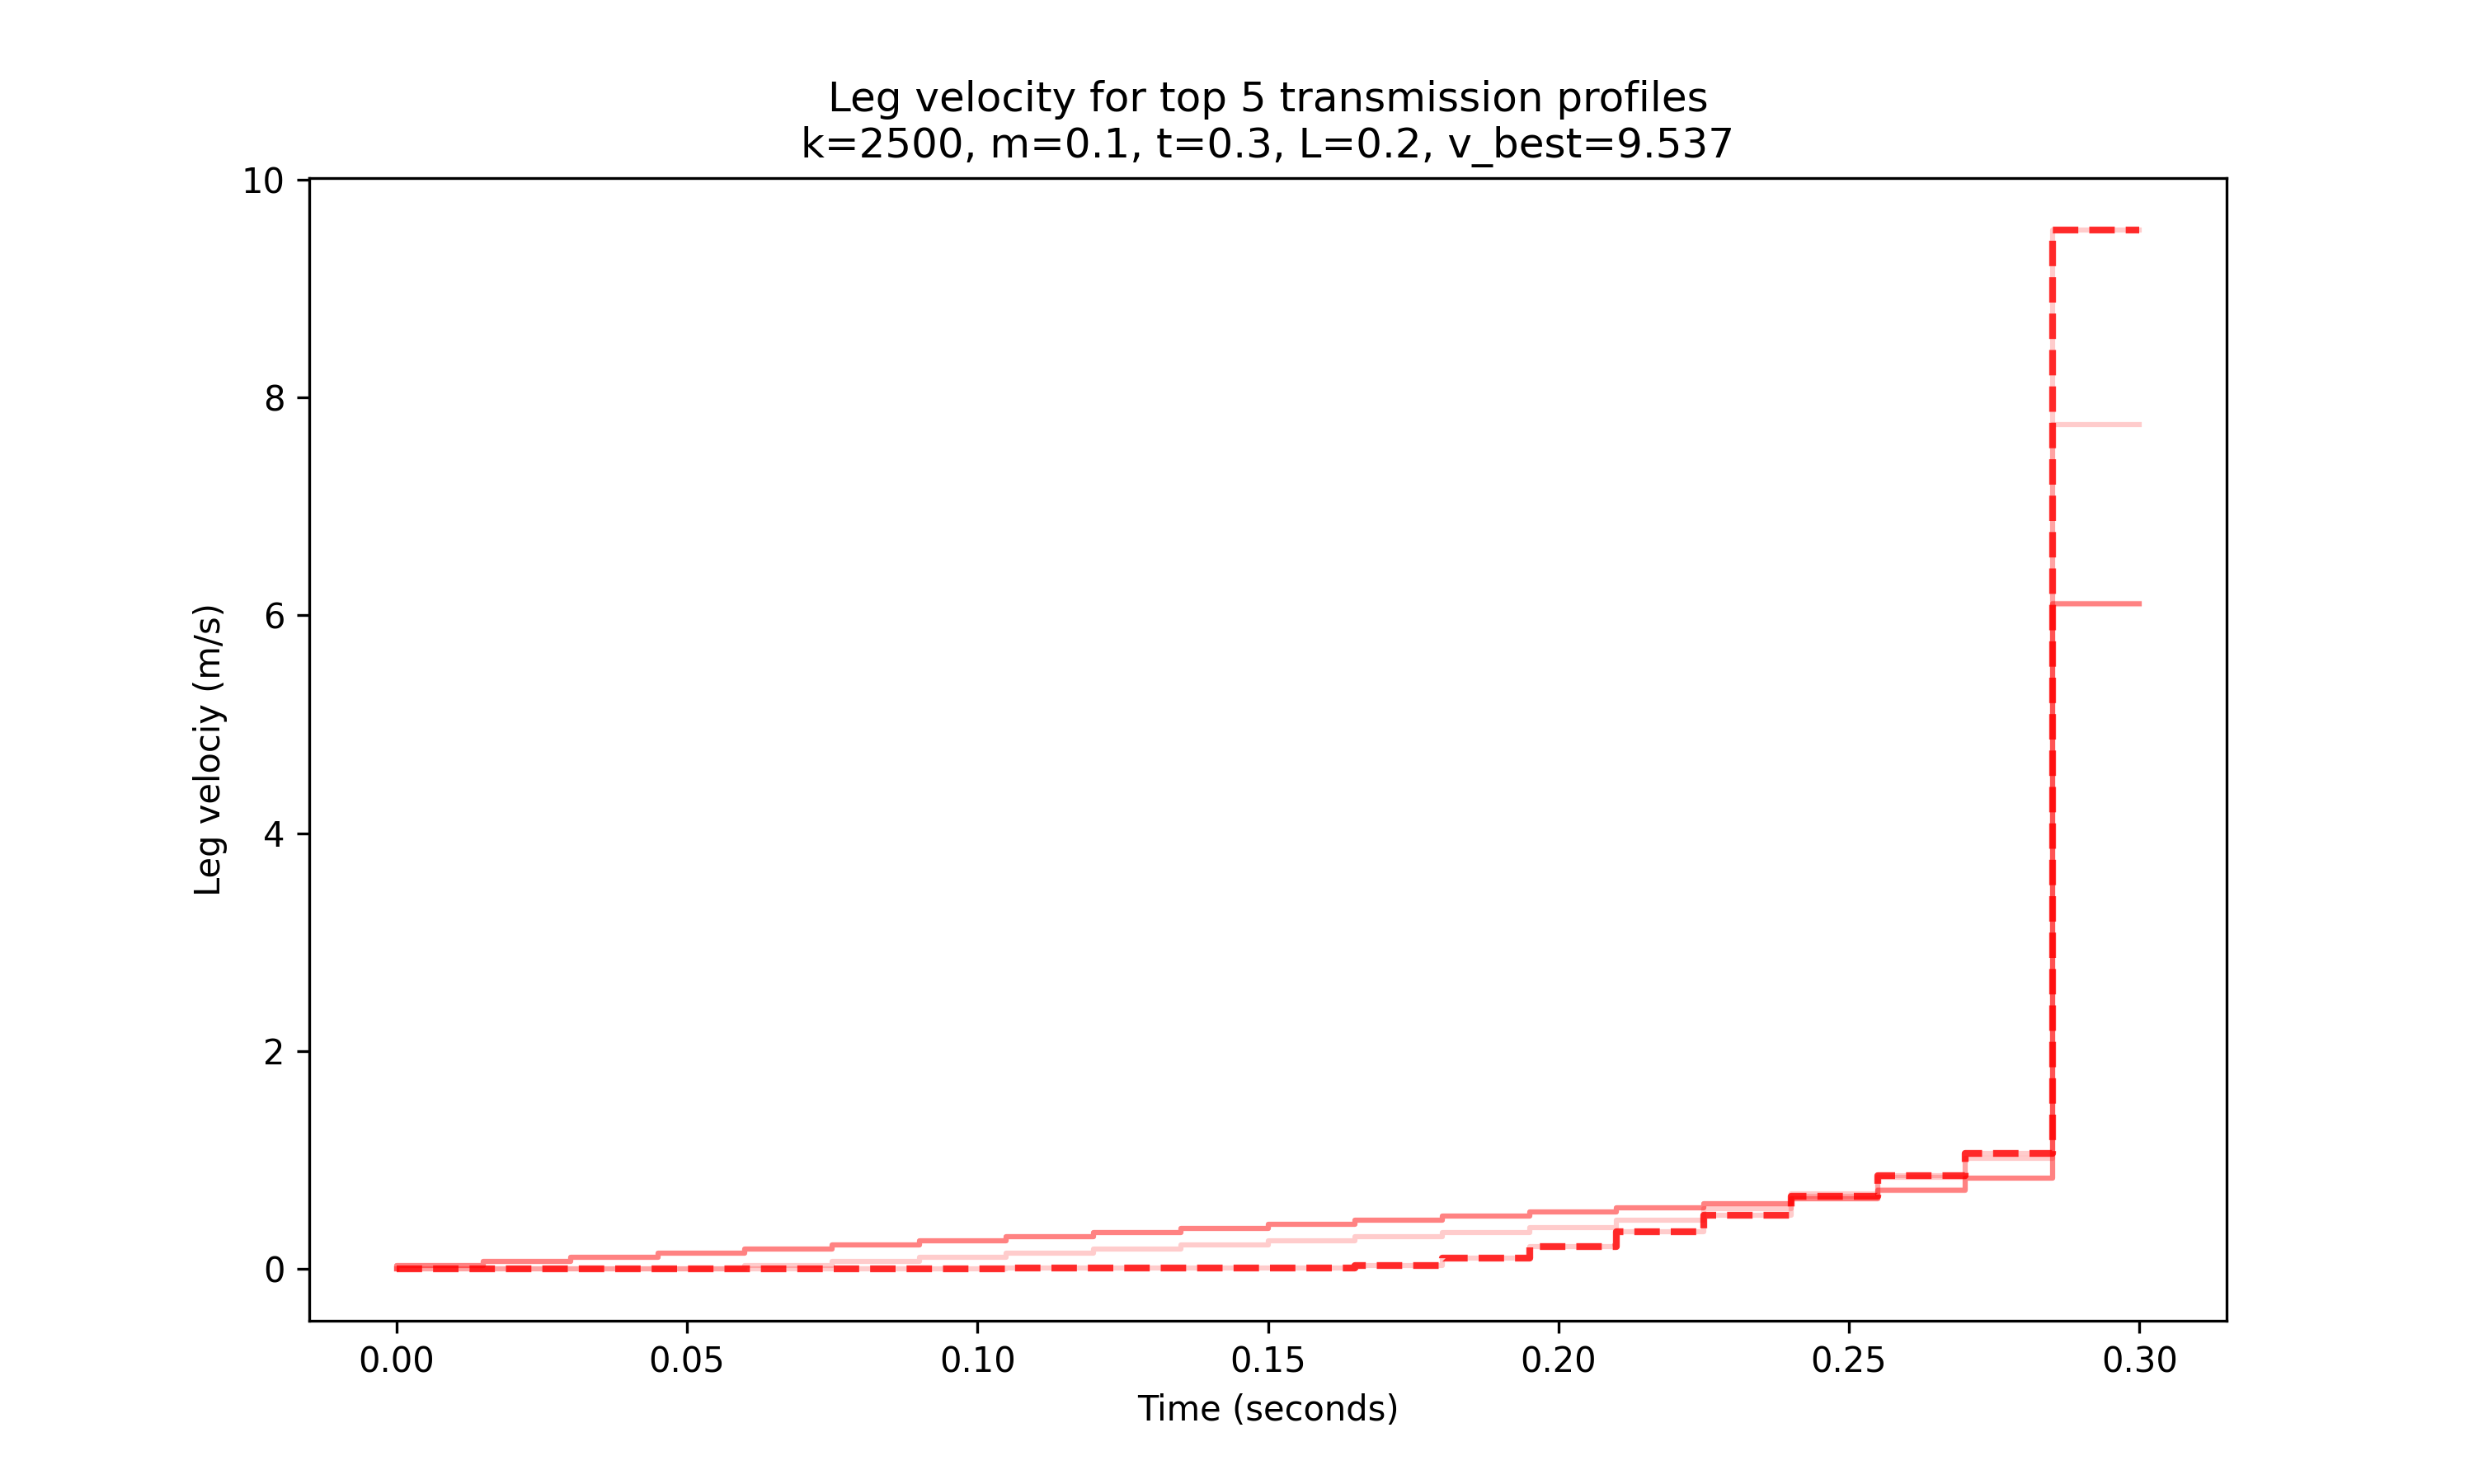 Leg velocity for top 5 transmission profiles
k=2500, m=0.1, t=0.3, L=0.2, v_best=9.537
10
8
6
4
2
0
Leg velociy (m/s)
0.00 0.05 0.10 0.15 0.20 0.25 0.30
Time (seconds)